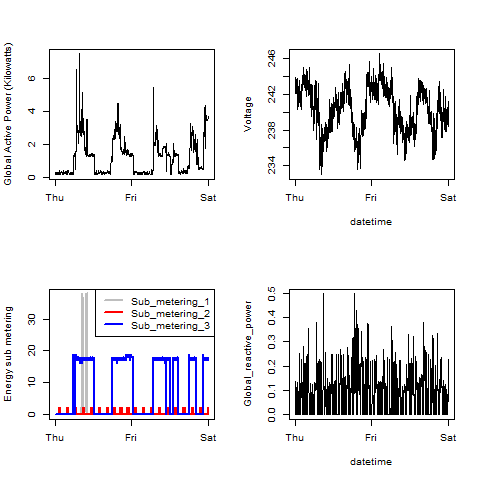 Global Active Power (Kilowatts)
0 2 4 6
Thu Fri Sat
Voltage
234 238 242 246
Thu Fri Sat
datetime
Energy sub metering
0 10 20 30
Sub_metering_1
Sub_metering_2
Sub_metering_3
Thu Fri Sat
Global_reactive_power
0.0 0.1 0.2 0.3 0.4 0.5
Thu Fri Sat
datetime